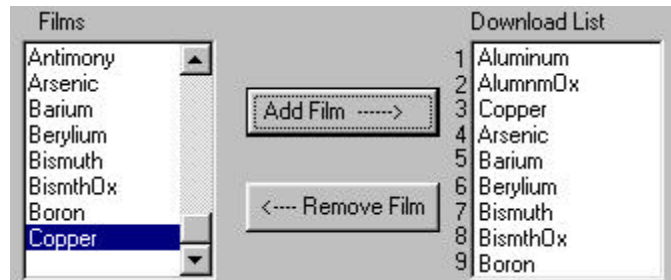 Films
Antimony
Arsenic
Barium
Berylium
Bismuth
BismthOx
Boron
Copper
Add Film ----->
<---- Remove Film
Download List
1 Aluminum
2 AlumnmOx
3 Copper
4 Arsenic
5 Barium
6 Berylium
7 Bismuth
8 BismthOx
9 Boron